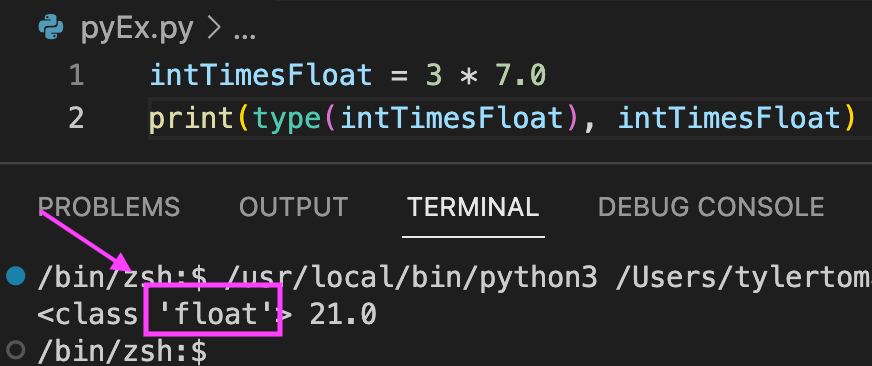 pyEx.py > ...
1 intTimesFloat = 3 * 7.0
2 print(type(intTimesFloat), intTimesFloat)
PROBLEMS OUTPUT TERMINAL DEBUG CONSOLE
/bin/zsh:$ /usr/local/bin/python3 /Users/tylertom
<class 'float'> 21.0
/bin/zsh:$